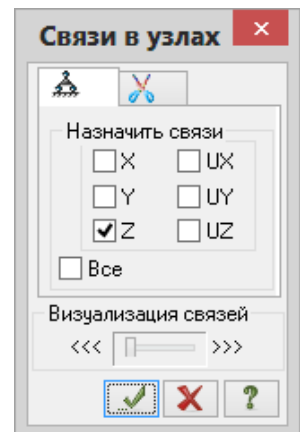 Связи в узлах
Назначить связи
X UX
Y UY
Z UZ
Все
Визуализация связей
<<< >>>
?